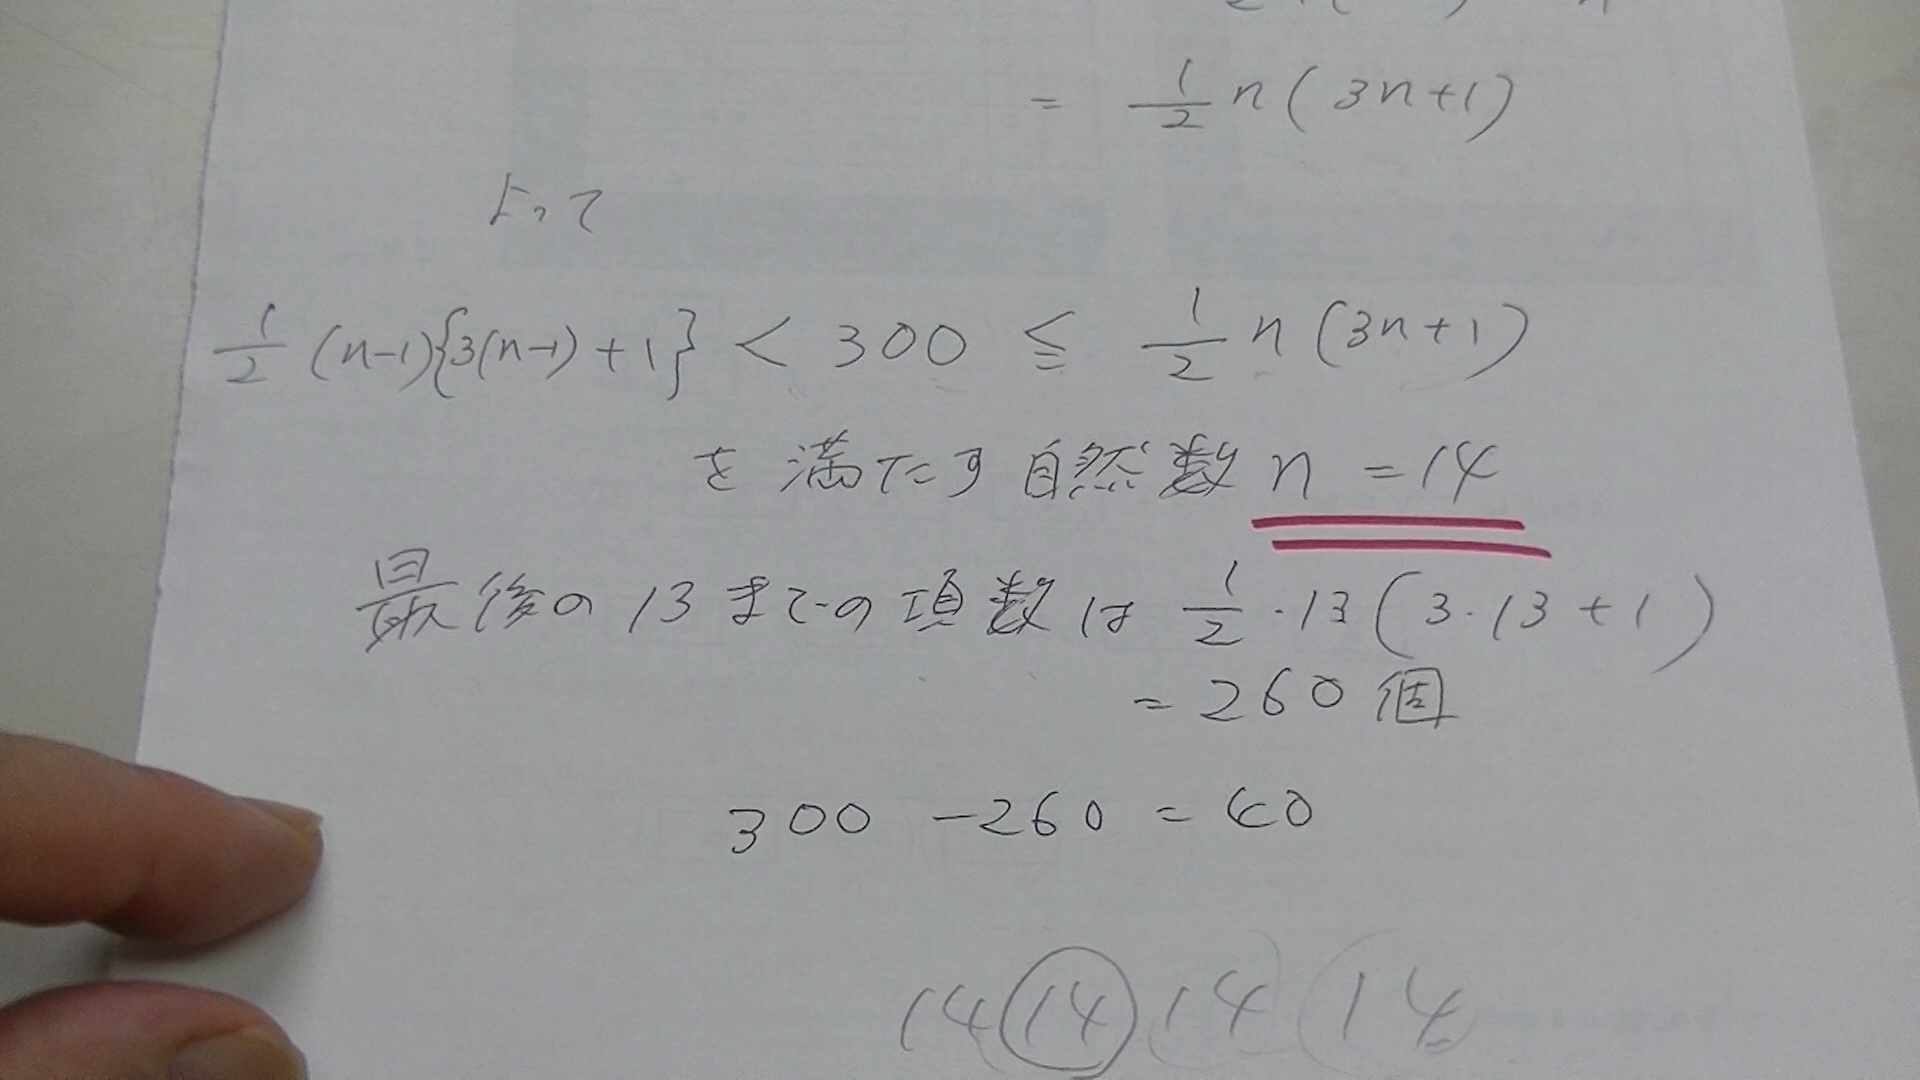 = 1/2 n(3n+1)
よって
1/2 (n-1){3(n-1)+1} < 300 ≦ 1/2 n(3n+1)
を満たす自然数 n = 14
最後の13までの項数は 1/2・13(3・13+1)
= 260個
300 - 260 = 40
14 14 14 14